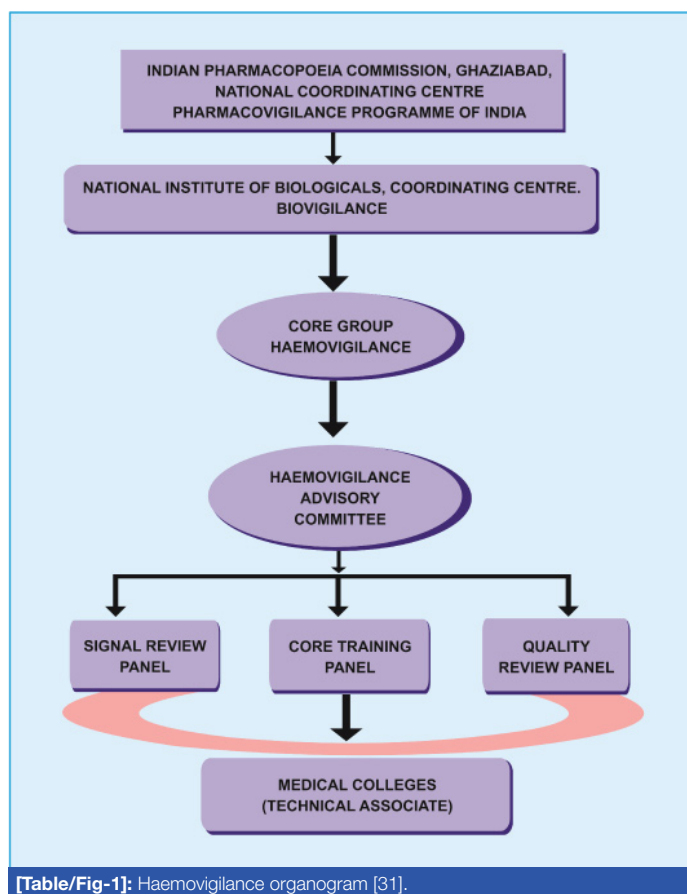 INDIAN PHARMACOPOEIA COMMISSION, GHAZIABAD,
NATIONAL COORDINATING CENTRE
PHARMACOVIGILANCE PROGRAMME OF INDIA
NATIONAL INSTITUTE OF BIOLOGICALS, COORDINATING CENTRE.
BIOVIGILANCE
CORE GROUP
HAEMOVIGILANCE
HAEMOVIGILANCE
ADVISORY
COMMITTEE
SIGNAL REVIEW
PANEL
CORE TRAINING
PANEL
QUALITY
REVIEW PANEL
MEDICAL COLLEGES
(TECHNICAL ASSOCIATE)
[Table/Fig-1]: Haemovigilance organogram [31].